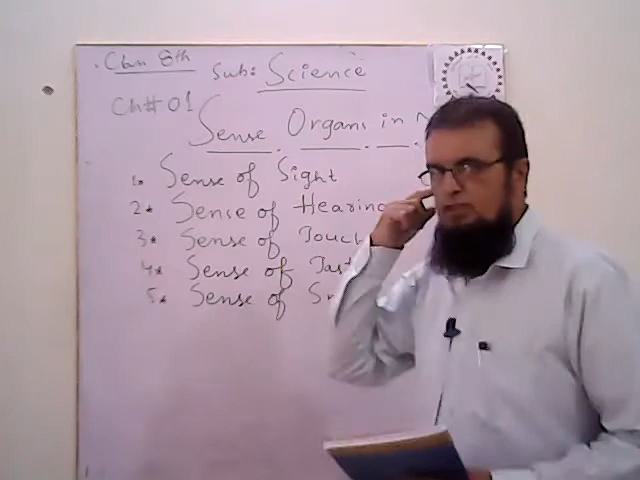 Class 8th Sub: Science
Ch# 01
Sense Organs in
1. Sense of Sight
2. Sense of Hearing
3. Sense of Touch
4. Sense of Tast
5. Sense of